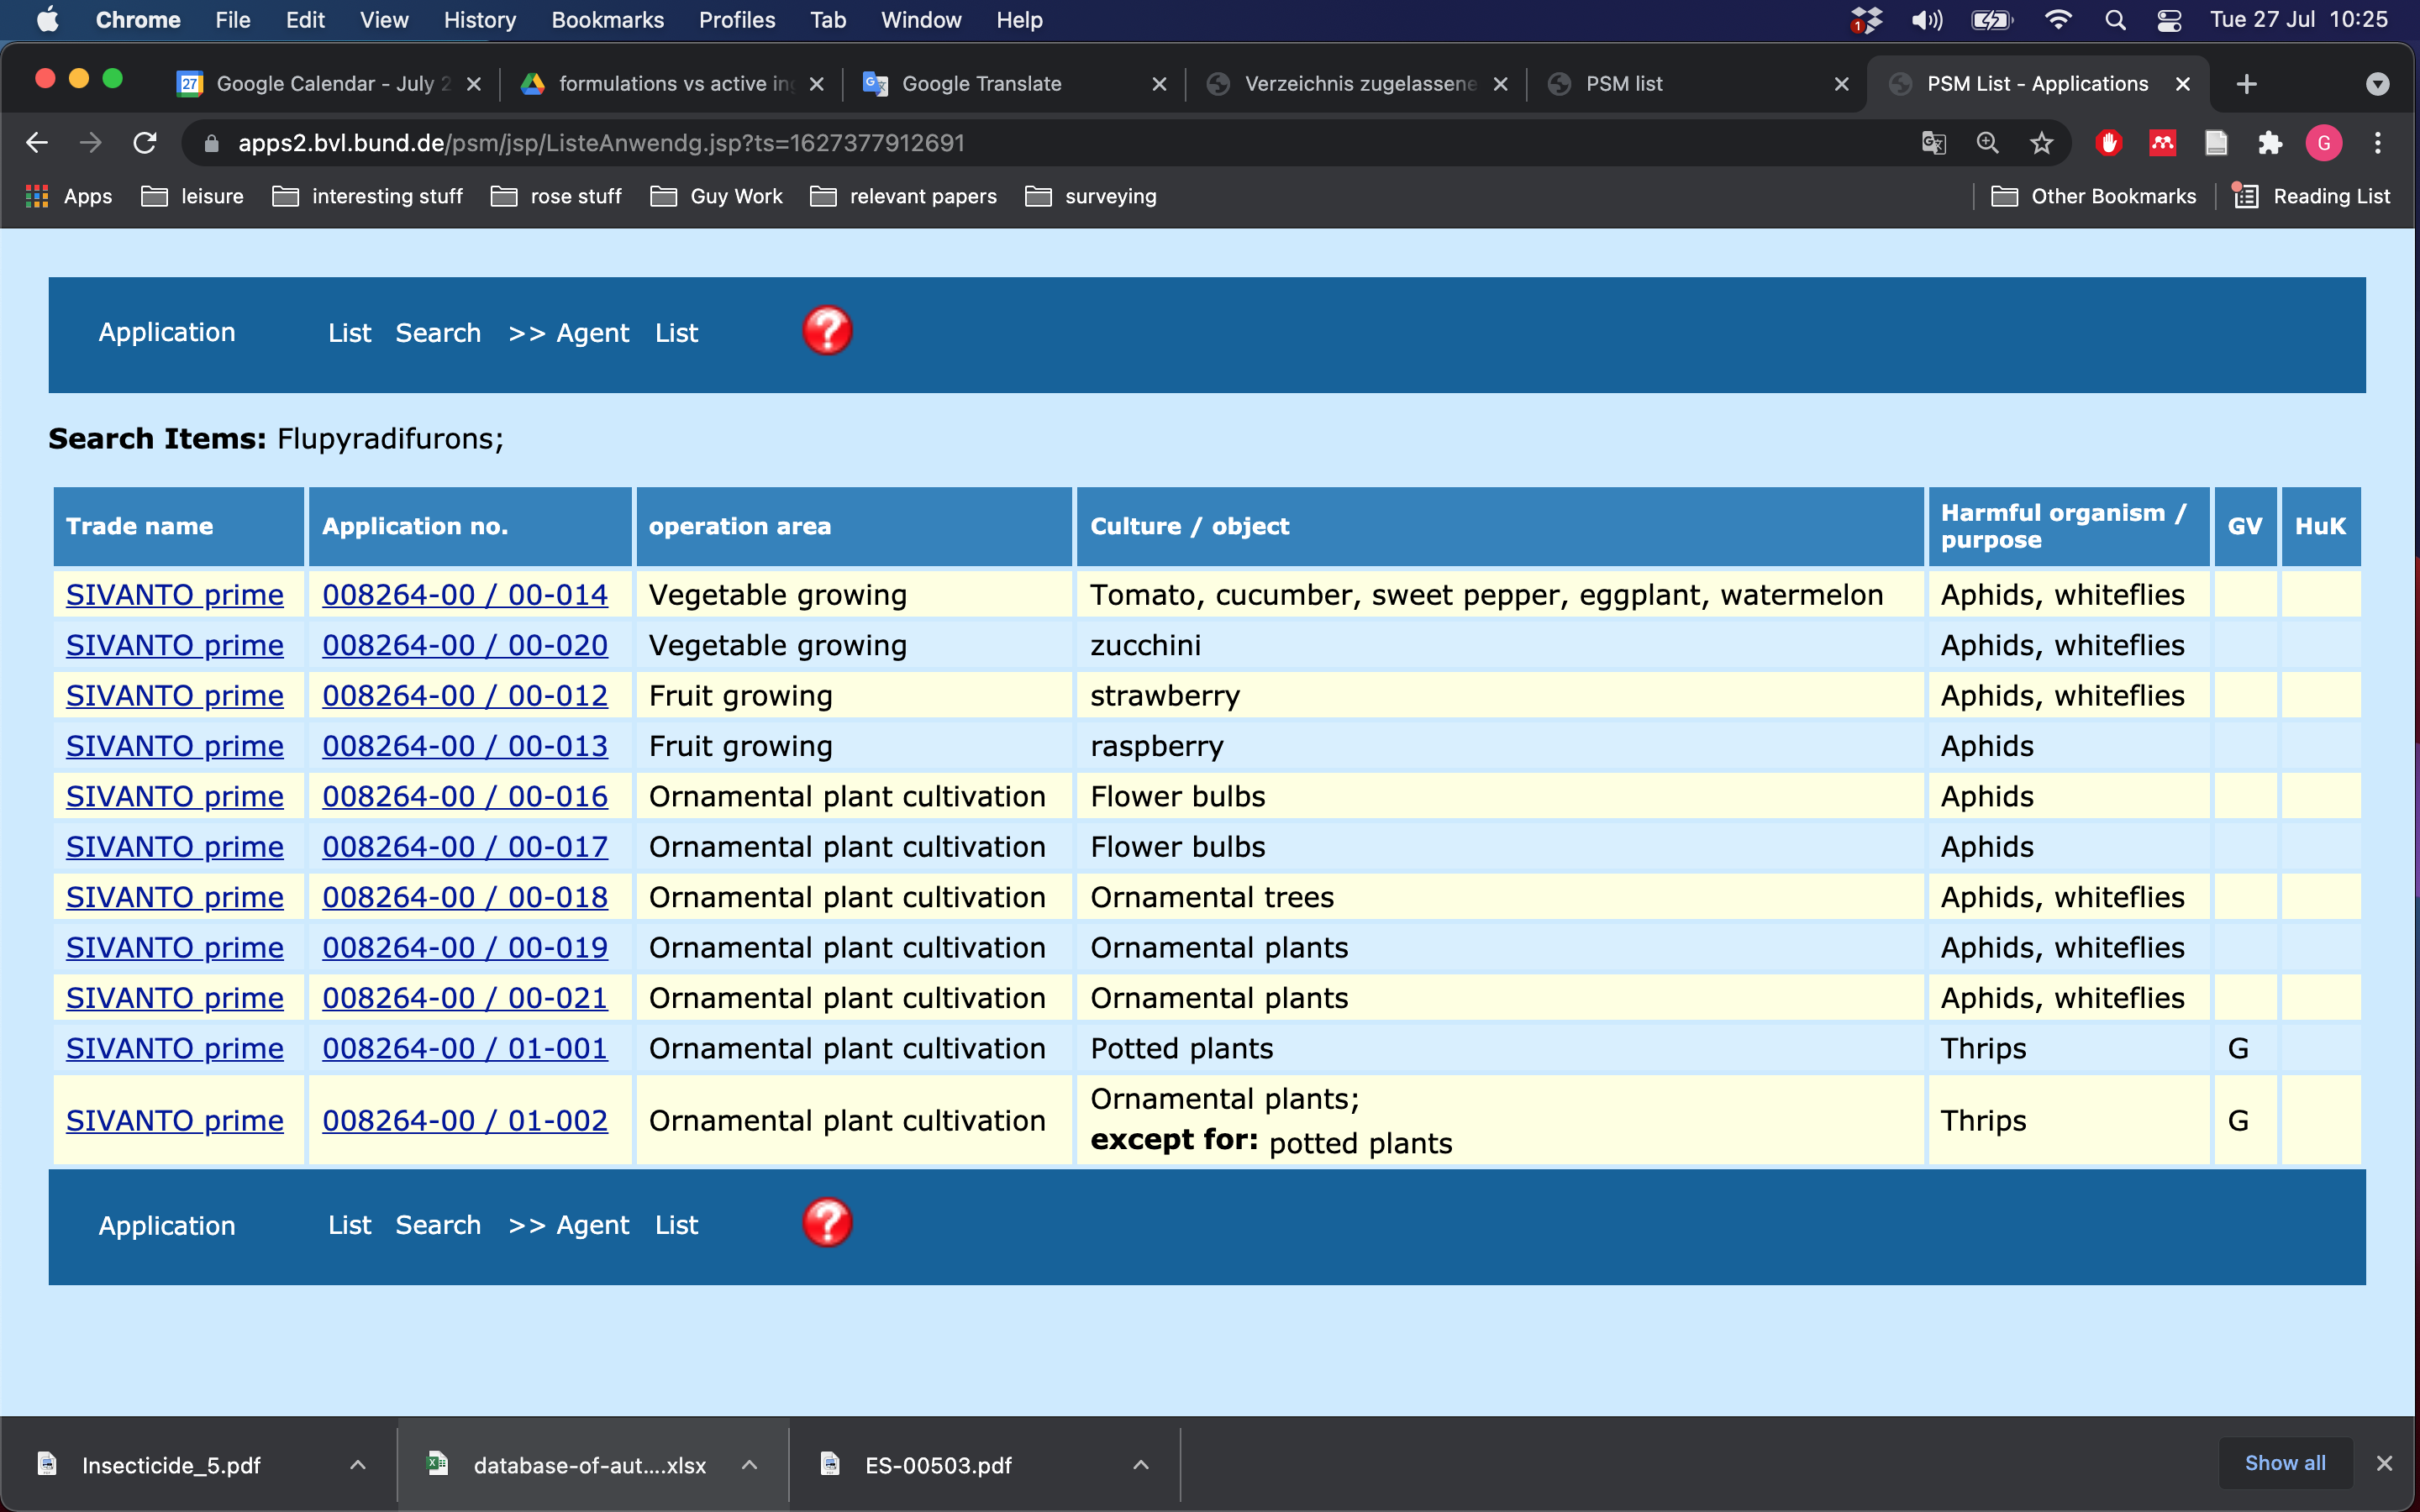 Chrome File Edit View History Bookmarks Profiles Tab Window Help 1 Tue 27 Jul 10:25
27 Google Calendar - July 2 formulations vs active ing Google Translate Verzeichnis zugelassene PSM list PSM List - Applications
apps2.bvl.bund.de/psm/jsp/ListeAnwendg.jsp?ts=1627377912691 G
Apps leisure interesting stuff rose stuff Guy Work relevant papers surveying Other Bookmarks Reading List
Application List Search >> Agent List ?
Search Items: Flupyradifurons;
Trade name Application no. operation area Culture / object Harmful organism / purpose GV HuK
SIVANTO prime 008264-00 / 00-014 Vegetable growing Tomato, cucumber, sweet pepper, eggplant, watermelon Aphids, whiteflies
SIVANTO prime 008264-00 / 00-020 Vegetable growing zucchini Aphids, whiteflies
SIVANTO prime 008264-00 / 00-012 Fruit growing strawberry Aphids, whiteflies
SIVANTO prime 008264-00 / 00-013 Fruit growing raspberry Aphids
SIVANTO prime 008264-00 / 00-016 Ornamental plant cultivation Flower bulbs Aphids
SIVANTO prime 008264-00 / 00-017 Ornamental plant cultivation Flower bulbs Aphids
SIVANTO prime 008264-00 / 00-018 Ornamental plant cultivation Ornamental trees Aphids, whiteflies
SIVANTO prime 008264-00 / 00-019 Ornamental plant cultivation Ornamental plants Aphids, whiteflies
SIVANTO prime 008264-00 / 00-021 Ornamental plant cultivation Ornamental plants Aphids, whiteflies
SIVANTO prime 008264-00 / 01-001 Ornamental plant cultivation Potted plants Thrips G
SIVANTO prime 008264-00 / 01-002 Ornamental plant cultivation Ornamental plants; except for: potted plants Thrips G
Application List Search >> Agent List ?
Insecticide_5.pdf database-of-aut....xlsx ES-00503.pdf Show all